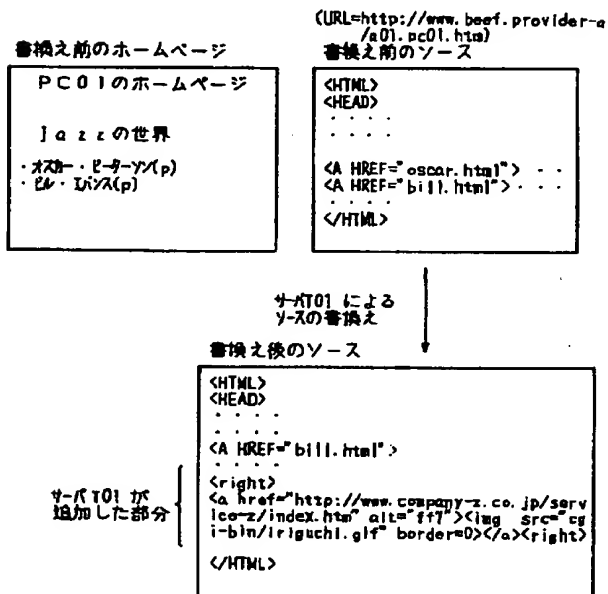 (URL=http://www.beef.provider-a
/a01.pc01.htm)
書換え前のホームページ
書換え前のソース
PC01のホームページ
Jazzの世界
・オスカー・ピーターソン(p)
・ビル・エバンス(p)
<HTML>
<HEAD>
・・・・
・・・・
<A HREF="oscar.html"> ・・
<A HREF="bill.html">・・・
・・・・
</HTML>
サーバT01 による
ソースの書換え
書換え後のソース
<HTML>
<HEAD>
・・・・
・・・・
<A HREF="bill.html">
・・・・
<right>
<a href="http://www.company-z.co.jp/serv
ice-z/index.htm" alt="ff7"><img src="cg
i-bin/iriguchi.gif" border=0></a><right>
</HTML>
サーバT01 が
追加した部分